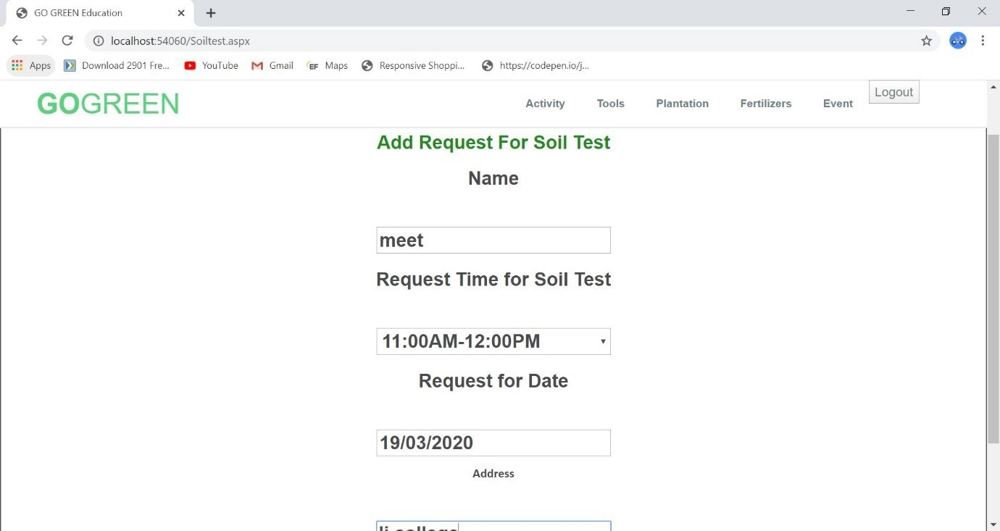 GO GREEN Education
localhost:54060/Soiltest.aspx
Apps Download 2901 Fre... YouTube Gmail EF Maps Responsive Shoppi... https://codepen.io/j...
GOGREEN Activity Tools Plantation Fertilizers Event Logout
Add Request For Soil Test
Name
meet
Request Time for Soil Test
11:00AM-12:00PM
Request for Date
19/03/2020
Address